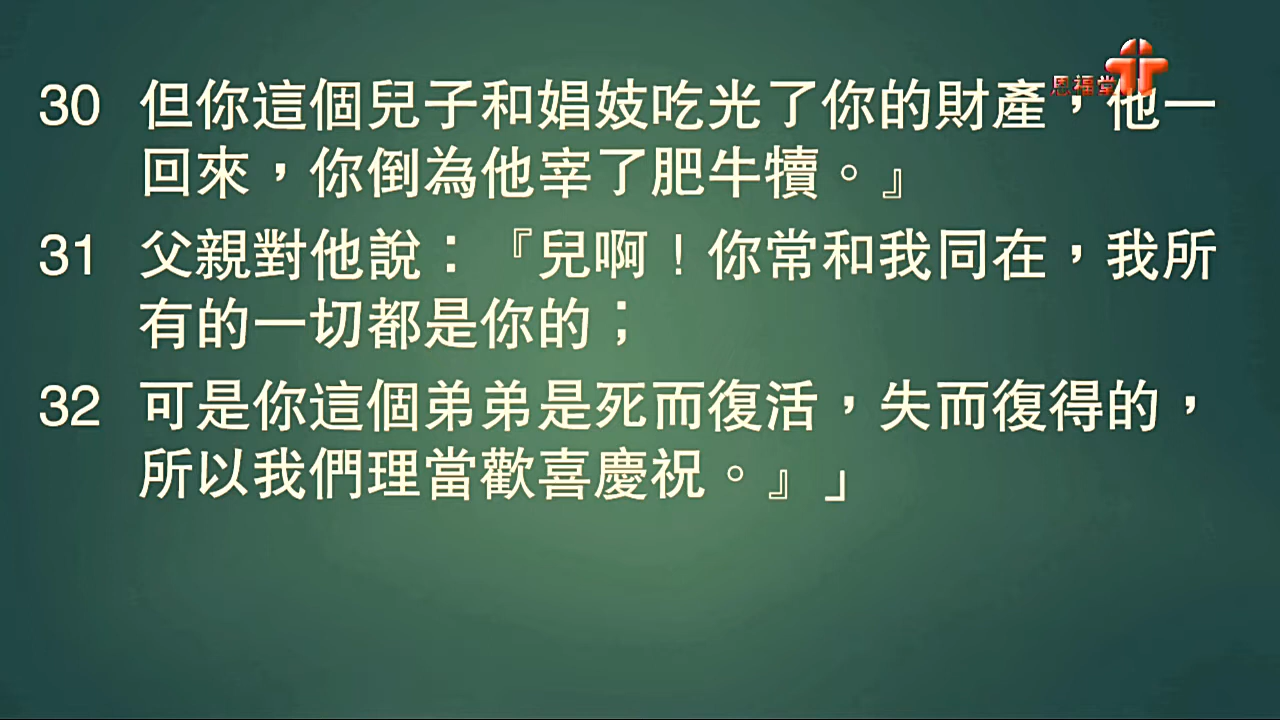 恩福堂
30 但你這個兒子和娼妓吃光了你的財產，他一
回來，你倒為他宰了肥牛犢。』
31 父親對他說：『兒啊！你常和我同在，我所
有的一切都是你的；
32 可是你這個弟弟是死而復活，失而復得的，
所以我們理當歡喜慶祝。』」